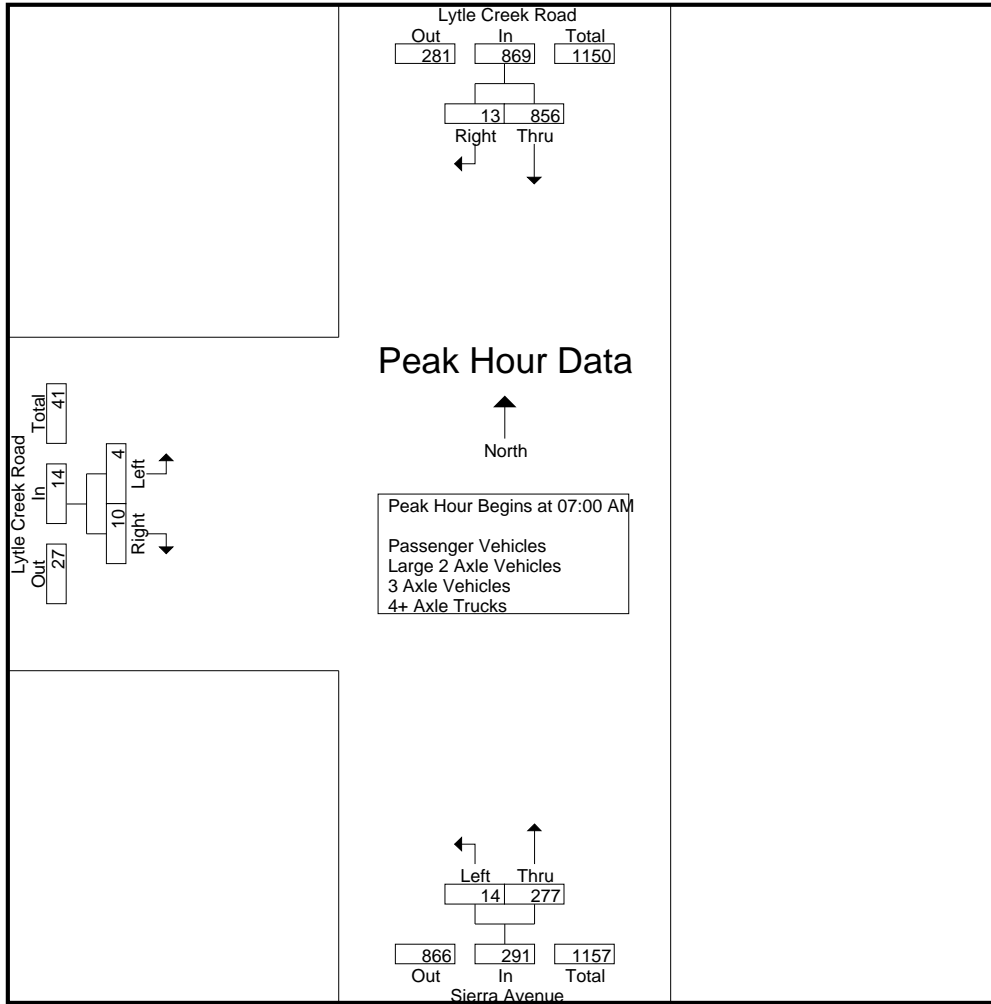 Lytle Creek Road
Out In Total
281 869 1150
13 856
Right Thru
Peak Hour Data
North
Peak Hour Begins at 07:00 AM
Passenger Vehicles
Large 2 Axle Vehicles
3 Axle Vehicles
4+ Axle Trucks
Lytle Creek Road
Out In Total
27 14 41
10 4
Right Left
Left Thru
14 277
866 291 1157
Out In Total
Sierra Avenue